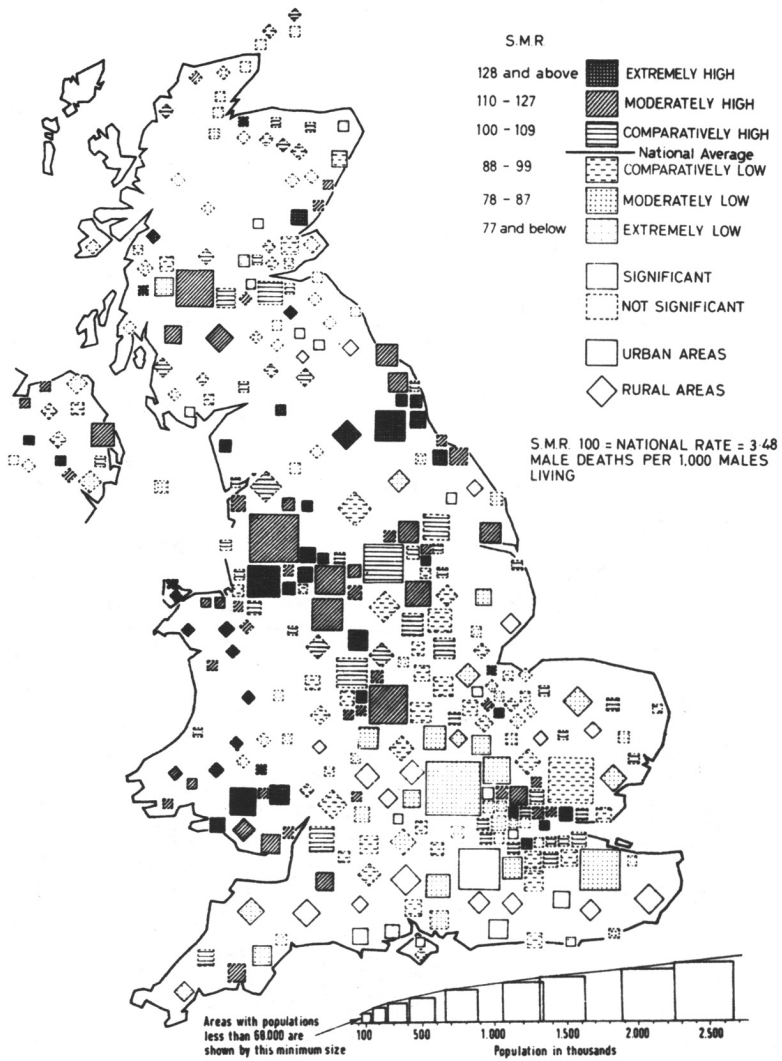 S.M.R
128 and above EXTREMELY HIGH
110 - 127 MODERATELY HIGH
100 - 109 COMPARATIVELY HIGH
National Average
88 - 99 COMPARATIVELY LOW
78 - 87 MODERATELY LOW
77 and below EXTREMELY LOW
SIGNIFICANT
NOT SIGNIFICANT
URBAN AREAS
RURAL AREAS
S.M.R. 100 = NATIONAL RATE = 3·48
MALE DEATHS PER 1,000 MALES
LIVING
Areas with populations
less than 68.000 are
shown by this minimum size
100 500 1.000 1.500 2.000 2.500
Population in thousands